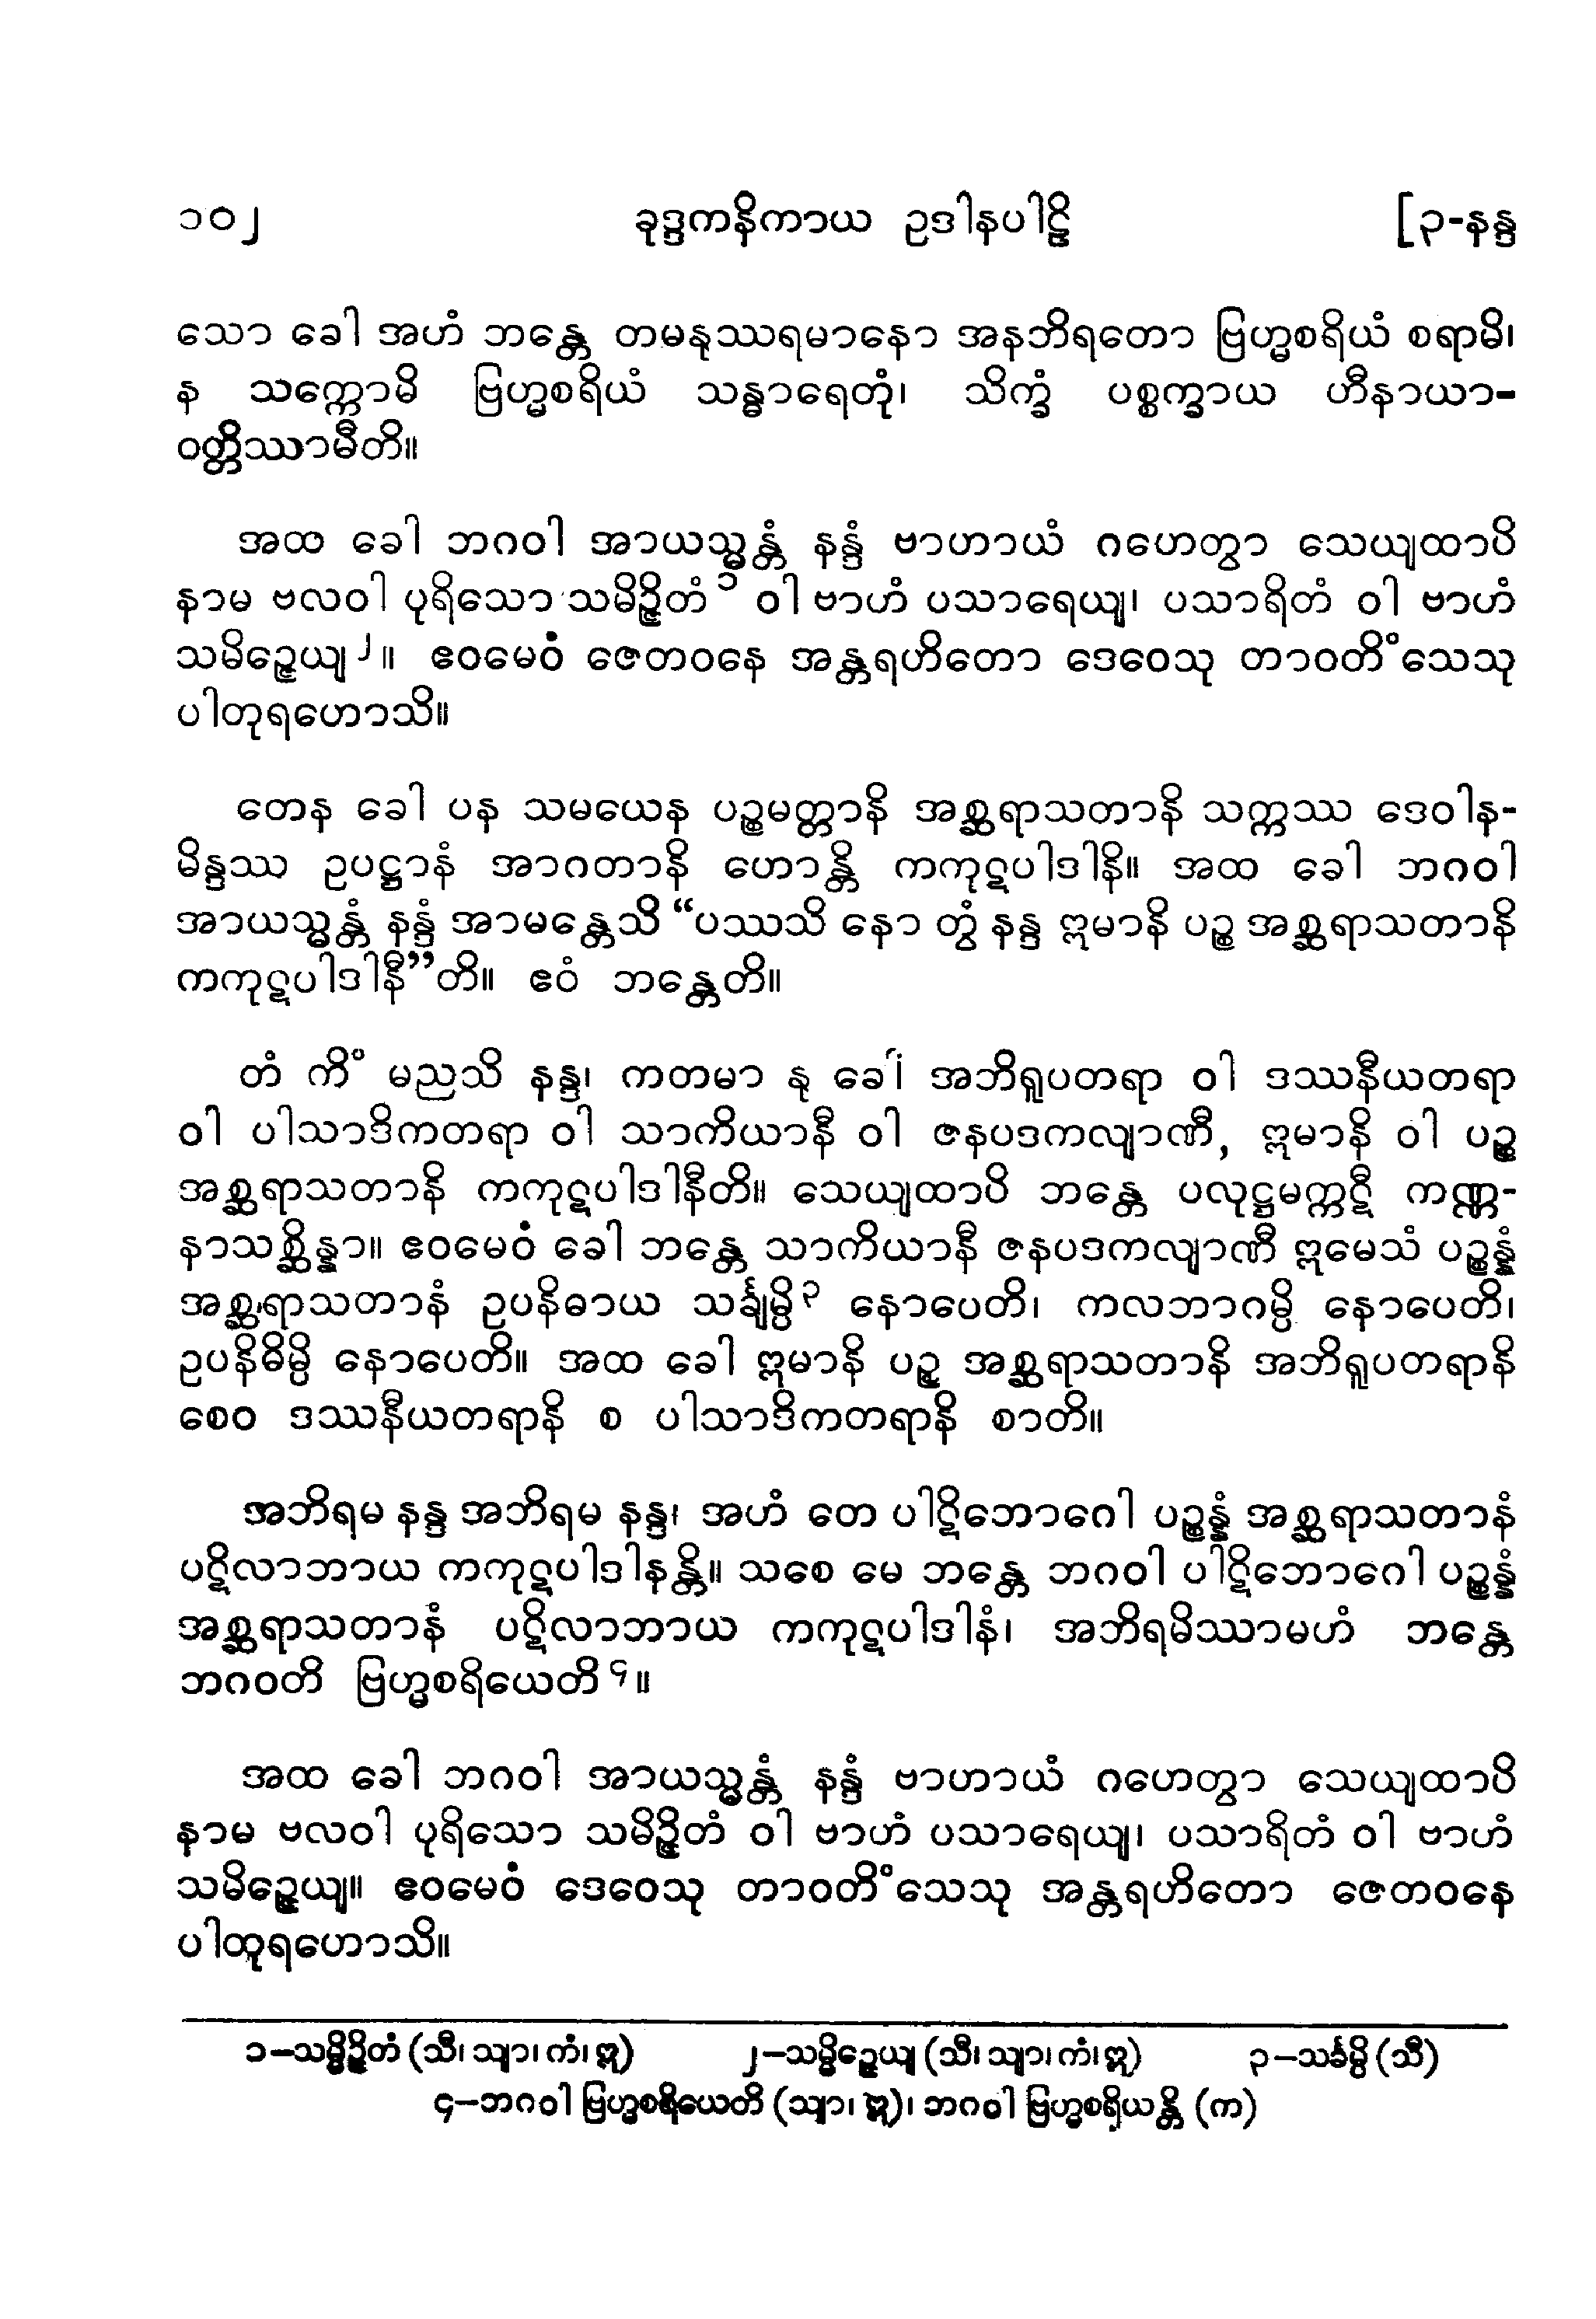 ၁၀၂ ခုဒ္ဒကနိကာယ ဥဒါနပါဠိ [၃-နန္ဒ
သော ခေါ အဟံ ဘန္တေ တမနုဿရမာနော အနဘိရတော ဗြဟ္မစရိယံ စရာမိ၊
န သက္ကောမိ ဗြဟ္မစရိယံ သန္ဓာရေတုံ၊ သိက္ခံ ပစ္စက္ခာယ ဟီနာယာ-
ဝတ္တိဿာမီတိ။
အထ ခေါ ဘဂဝါ အာယသ္မန္တံ နန္ဒံ ဗာဟာယံ ဂဟေတွာ သေယျထာပိ
နာမ ဗလဝါ ပုရိသော သမိဉ္ဇိတံ ၁ ဝါ ဗာဟံ ပသာရေယျ၊ ပသာရိတံ ဝါ ဗာဟံ
သမိဉ္ဇေယျ ၂ ။ ဧဝမေဝံ ဇေတဝနေ အန္တရဟိတော ဒေဝေသု တာဝတိံသေသု
ပါတုရဟောသိ။
တေန ခေါ ပန သမယေန ပဉ္စမတ္တာနိ အစ္ဆရာသတာနိ သက္ကဿ ဒေဝါန-
မိန္ဒဿ ဥပဋ္ဌာနံ အာဂတာနိ ဟောန္တိ ကကုဋပါဒါနိ။ အထ ခေါ ဘဂဝါ
အာယသ္မန္တံ နန္ဒံ အာမန္တေသိ “ပဿသိ နော တွံ နန္ဒ ဣမာနိ ပဉ္စ အစ္ဆရာသတာနိ
ကကုဋပါဒါနီ”တိ။ ဧဝံ ဘန္တေတိ။
တံ ကိံ မညသိ နန္ဒ၊ ကတမာ နု ခေါ အဘိရူပတရာ ဝါ ဒဿနီယတရာ
ဝါ ပါသာဒိကတရာ ဝါ သာကိယာနီ ဝါ ဇနပဒကလျာဏီ, ဣမာနိ ဝါ ပဉ္စ
အစ္ဆရာသတာနိ ကကုဋပါဒါနီတိ။ သေယျထာပိ ဘန္တေ ပလုဋ္ဌမက္ကဋီ ကဏ္ဏ-
နာသစ္ဆိန္နာ။ ဧဝမေဝံ ခေါ ဘန္တေ သာကိယာနီ ဇနပဒကလျာဏီ ဣမေသံ ပဉ္စန္နံ
အစ္ဆရာသတာနံ ဥပနိဓာယ သင်္ချမ္ပိ ၃ နောပေတိ၊ ကလဘာဂမ္ပိ နောပေတိ၊
ဥပနိဓိမ္ပိ နောပေတိ။ အထ ခေါ ဣမာနိ ပဉ္စ အစ္ဆရာသတာနိ အဘိရူပတရာနိ
စေဝ ဒဿနီယတရာနိ စ ပါသာဒိကတရာနိ စာတိ။
အဘိရမ နန္ဒ အဘိရမ နန္ဒ၊ အဟံ တေ ပါဋိဘောဂေါ ပဉ္စန္နံ အစ္ဆရာသတာနံ
ပဋိလာဘာယ ကကုဋပါဒါနန္တိ။ သစေ မေ ဘန္တေ ဘဂဝါ ပါဋိဘောဂေါ ပဉ္စန္နံ
အစ္ဆရာသတာနံ ပဋိလာဘာယ ကကုဋပါဒါနံ၊ အဘိရမိဿာမဟံ ဘန္တေ
ဘဂဝတိ ဗြဟ္မစရိယေတိ ၄ ။
အထ ခေါ ဘဂဝါ အာယသ္မန္တံ နန္ဒံ ဗာဟာယံ ဂဟေတွာ သေယျထာပိ
နာမ ဗလဝါ ပုရိသော သမိဉ္ဇိတံ ဝါ ဗာဟံ ပသာရေယျ၊ ပသာရိတံ ဝါ ဗာဟံ
သမိဉ္ဇေယျ။ ဧဝမေဝံ ဒေဝေသု တာဝတိံသေသု အန္တရဟိတော ဇေတဝနေ
ပါတုရဟောသိ။
၁–သမ္မိဉ္ဇိတံ (သီ၊ သျာ၊ ကံ၊ ဣ) ၂–သမ္မိဉ္ဇေယျ (သီ၊ သျာ၊ ကံ၊ ဣ) ၃–သင်္ခမ္ပိ (သီ)
၄–ဘဂဝါ ဗြဟ္မစရိယေတိ (သျာ၊ ဣ)၊ ဘဂဝါ ဗြဟ္မစရိယန္တိ (က)